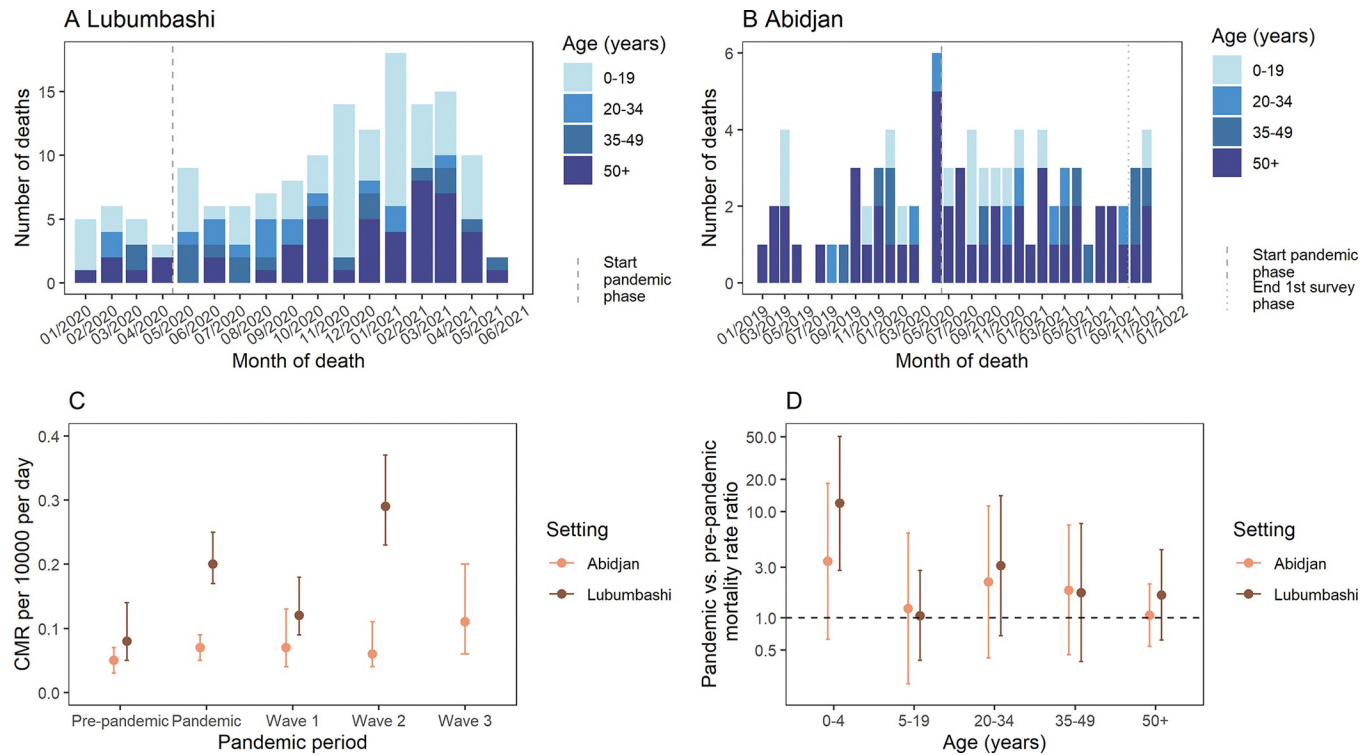 A Lubumbashi
Number of deaths
15
10
5
0
01/2020
02/2020
03/2020
04/2020
05/2020
06/2020
07/2020
08/2020
09/2020
10/2020
11/2020
12/2020
01/2021
02/2021
03/2021
04/2021
05/2021
06/2021
Month of death
Age (years)
0-19
20-34
35-49
50+
Start
pandemic
phase
B Abidjan
Number of deaths
6
4
2
0
01/2019
03/2019
05/2019
07/2019
09/2019
11/2019
01/2020
03/2020
05/2020
07/2020
09/2020
11/2020
01/2021
03/2021
05/2021
07/2021
09/2021
11/2021
01/2022
Month of death
Age (years)
0-19
20-34
35-49
50+
Start pandemic
phase
End 1st survey
phase
C
CMR per 10000 per day
0.4
0.3
0.2
0.1
0.0
Pre-pandemic
Pandemic
Wave 1
Wave 2
Wave 3
Pandemic period
Setting
Abidjan
Lubumbashi
D
Pandemic vs. pre-pandemic
mortality rate ratio
50.0
20.0
10.0
3.0
1.0
0.5
0-4
5-19
20-34
35-49
50+
Age (years)
Setting
Abidjan
Lubumbashi